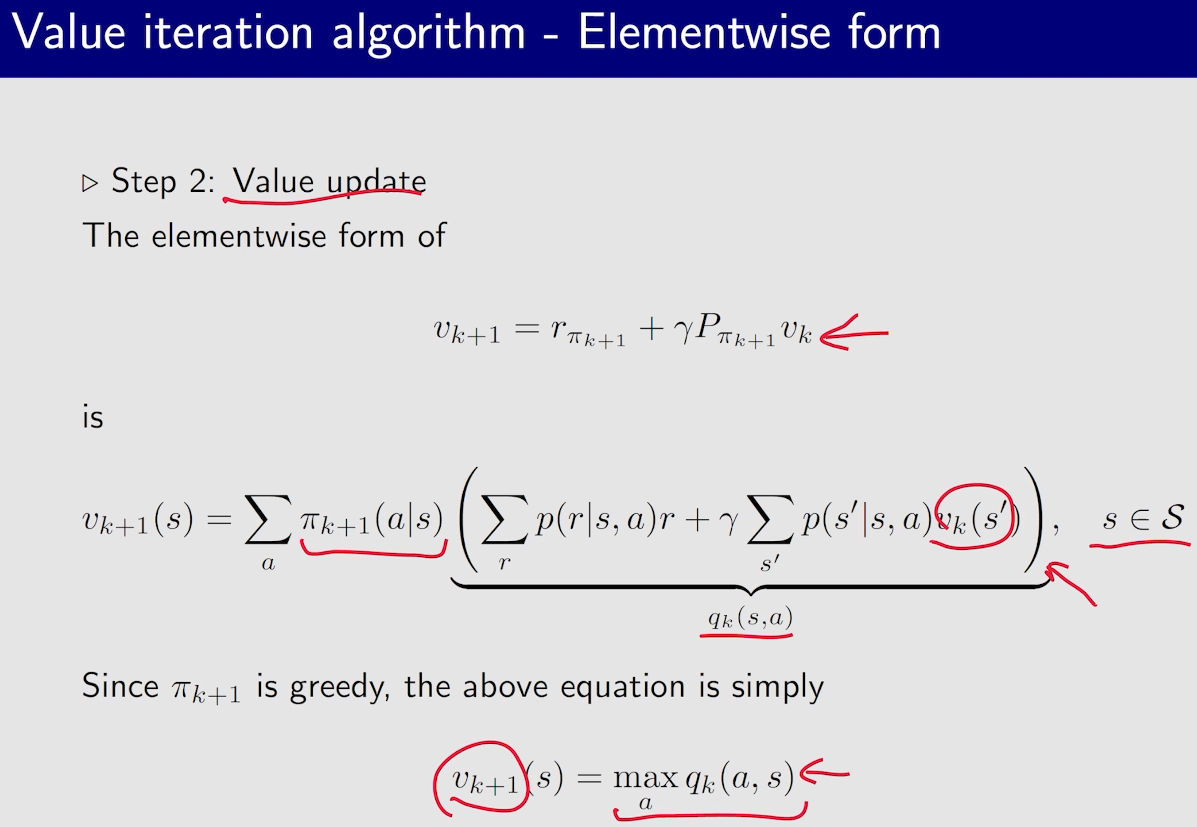 Value iteration algorithm - Elementwise form
▷ Step 2: Value update
The elementwise form of
$v_{k+1} = r_{\pi_{k+1}} + \gamma P_{\pi_{k+1}} v_k$
is
$v_{k+1}(s) = \sum_a \pi_{k+1}(a|s) \underbrace{\left( \sum_r p(r|s,a)r + \gamma \sum_{s'} p(s'|s,a) v_k(s') \right)}_{q_k(s,a)}, \quad s \in \mathcal{S}$
Since $\pi_{k+1}$ is greedy, the above equation is simply
$v_{k+1}(s) = \max_a q_k(a, s)$